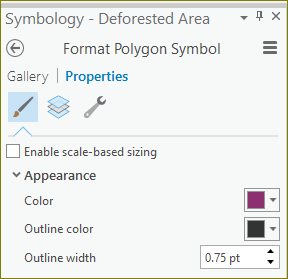 Symbology - Deforested Area
Format Polygon Symbol
Gallery | Properties
Enable scale-based sizing
Appearance
Color
Outline color
Outline width 0.75 pt